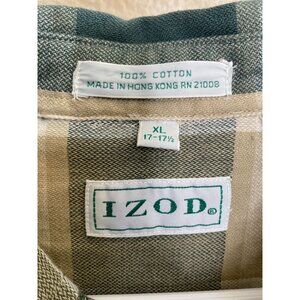 100% COTTON
MADE IN HONG KONG RN 21008
XL
17-17½
IZOD®